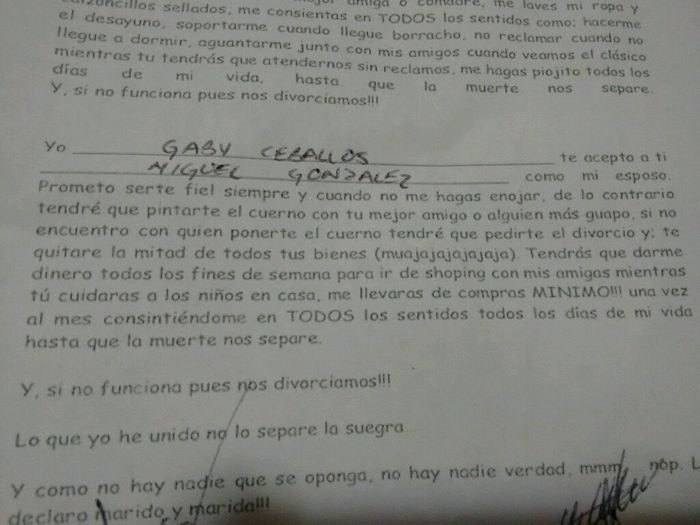 amiga o comadre, me laves mi ropa y
calzoncillos sellados, me consientas en TODOS los sentidos como: hacerme
el desayuno, soportarme cuando llegue borracho, no reclamar cuando no
llegue a dormir, aguantarme junto con mis amigos cuando veamos el clásico
mientras tu tendrás que atendernos sin reclamos, me hagas piojito todos los
días de mi vida, hasta que la muerte nos separe.
Y, si no funciona pues nos divorciamos!!!
Yo GABY CEBALLOS te acepto a ti
MIGUEL GONZALEZ como mi esposo.
Prometo serte fiel siempre y cuando no me hagas enojar, de lo contrario
tendré que pintarte el cuerno con tu mejor amigo o alguien más guapo, si no
encuentro con quien ponerte el cuerno tendré que pedirte el divorcio y; te
quitare la mitad de todos tus bienes (muajajajajajaja). Tendrás que darme
dinero todos los fines de semana para ir de shoping con mis amigas mientras
tú cuidaras a los niños en casa, me llevaras de compras MINIMO!!! una vez
al mes consintiéndome en TODOS los sentidos todos los días de mi vida
hasta que la muerte nos separe.
Y, si no funciona pues nos divorciamos!!!
Lo que yo he unido no lo separe la suegra
Y como no hay nadie que se oponga, no hay nadie verdad, mmm, nop. L
declaro marido y marida!!!